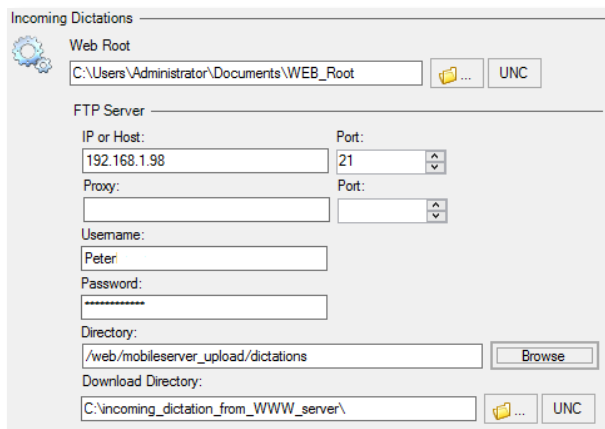 Incoming Dictations
Web Root
C:\Users\Administrator\Documents\WEB_Root ... UNC
FTP Server
IP or Host: Port:
192.168.1.98 21
Proxy: Port:
Username:
Peter
Password:
************
Directory:
/web/mobileserver_upload/dictations Browse
Download Directory:
C:\incoming_dictation_from_WWW_server\ ... UNC